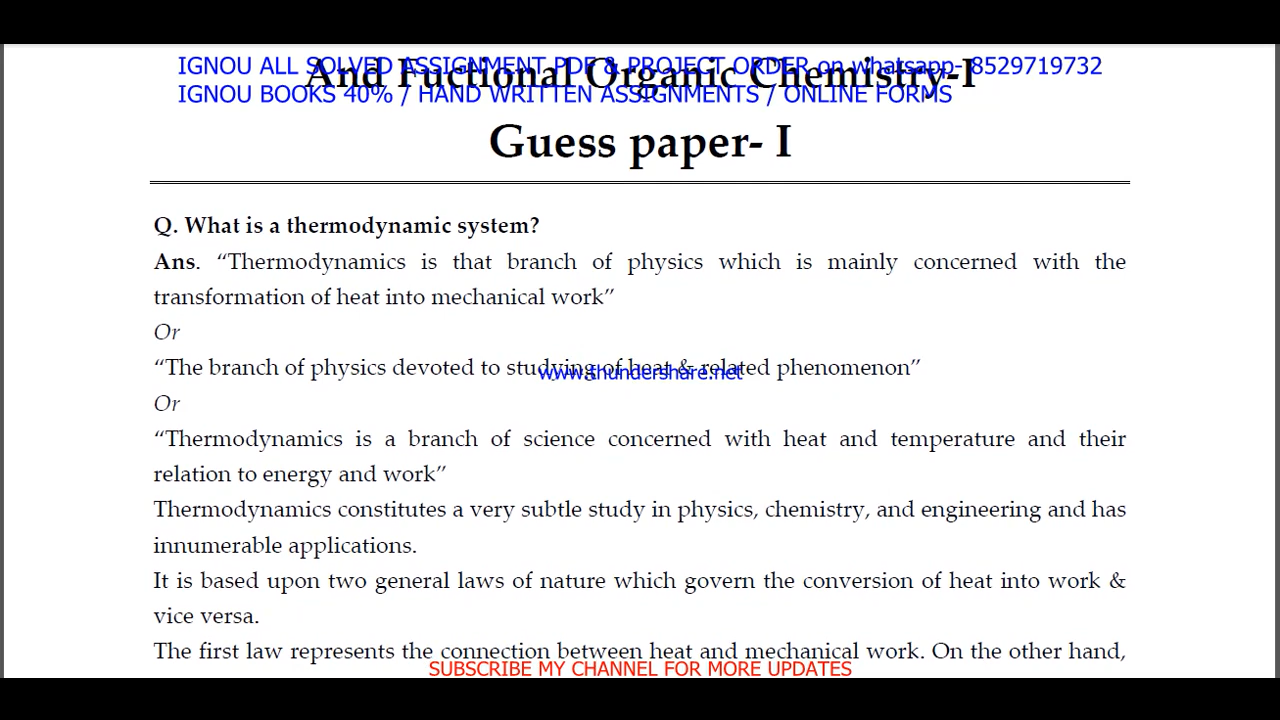 IGNOU ALL SOLVED ASSIGNMENT PDF & PROJECT ORDER on whatsapp- 8529719732
And Fuctional Organic Chemistry-I
IGNOU BOOKS 40% / HAND WRITTEN ASSIGNMENTS / ONLINE FORMS
Guess paper- I
Q. What is a thermodynamic system?
Ans. “Thermodynamics is that branch of physics which is mainly concerned with the
transformation of heat into mechanical work”
Or
“The branch of physics devoted to studying of heat & related phenomenon”
www.thundershare.net
Or
“Thermodynamics is a branch of science concerned with heat and temperature and their
relation to energy and work”
Thermodynamics constitutes a very subtle study in physics, chemistry, and engineering and has
innumerable applications.
It is based upon two general laws of nature which govern the conversion of heat into work &
vice versa.
The first law represents the connection between heat and mechanical work. On the other hand,
SUBSCRIBE MY CHANNEL FOR MORE UPDATES